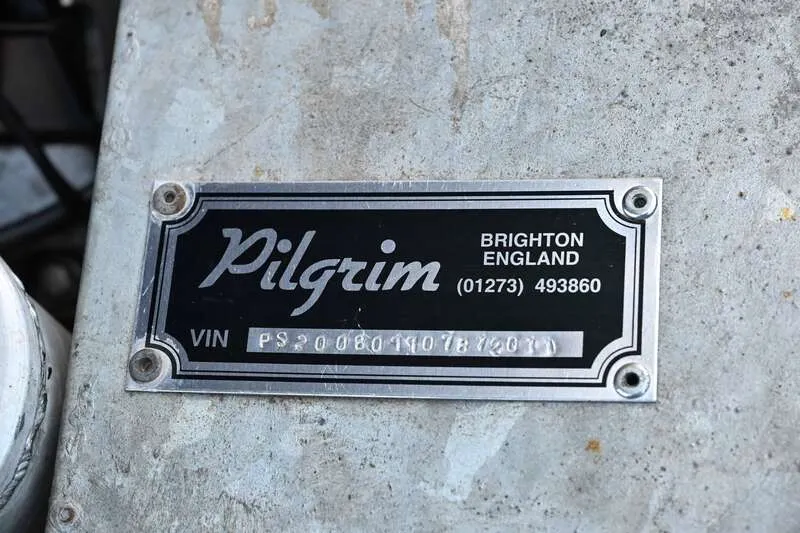 Pilgrim
BRIGHTON
ENGLAND
(01273) 493860
VIN